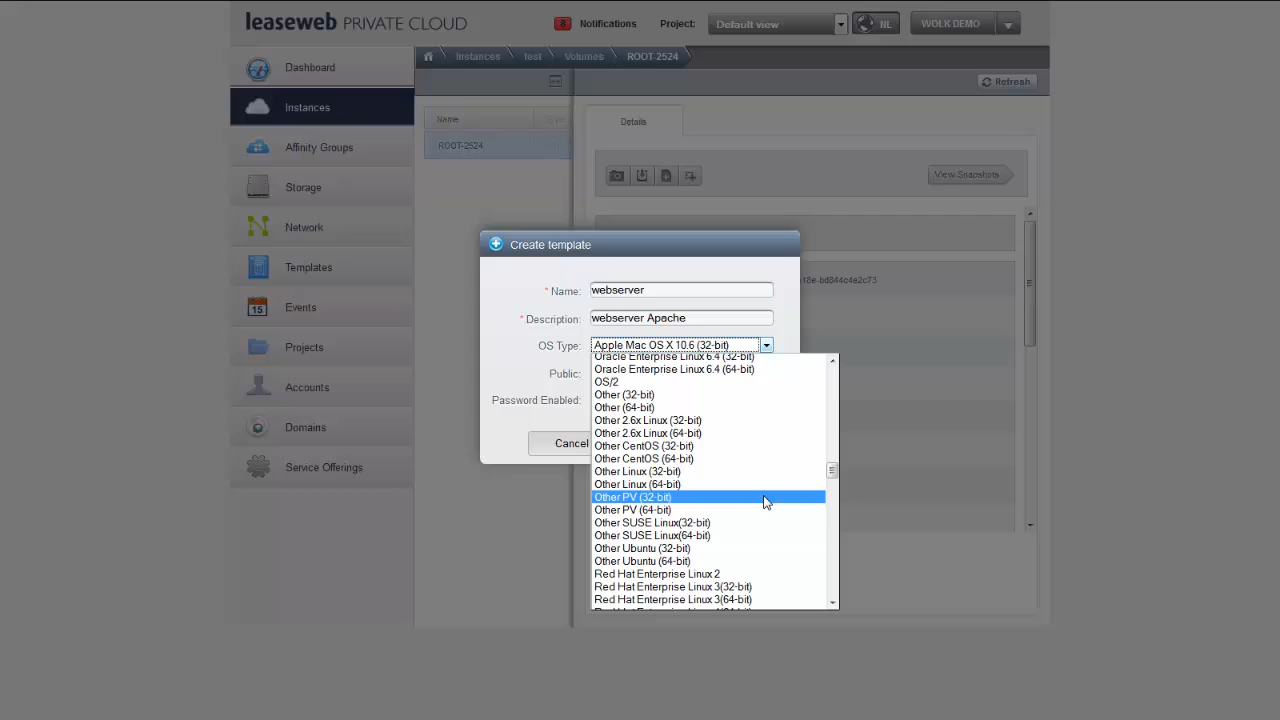 leaseweb PRIVATE CLOUD
8 Notifications Project: Default view NL WOLK DEMO
Dashboard
Instances
Affinity Groups
Storage
Network
Templates
15 Events
Projects
Accounts
Domains
Service Offerings
Instances test Volumes ROOT-2524
Refresh
Name
ROOT-2524
Details
View Snapshots
18e-bd844c4e2c73
Create template
* Name: webserver
* Description: webserver Apache
OS Type: Apple Mac OS X 10.6 (32-bit)
Public:
Password Enabled:
Cancel
Oracle Enterprise Linux 6.4 (32-bit)
Oracle Enterprise Linux 6.4 (64-bit)
OS/2
Other (32-bit)
Other (64-bit)
Other 2.6x Linux (32-bit)
Other 2.6x Linux (64-bit)
Other CentOS (32-bit)
Other CentOS (64-bit)
Other Linux (32-bit)
Other Linux (64-bit)
Other PV (32-bit)
Other PV (64-bit)
Other SUSE Linux(32-bit)
Other SUSE Linux(64-bit)
Other Ubuntu (32-bit)
Other Ubuntu (64-bit)
Red Hat Enterprise Linux 2
Red Hat Enterprise Linux 3(32-bit)
Red Hat Enterprise Linux 3(64-bit)